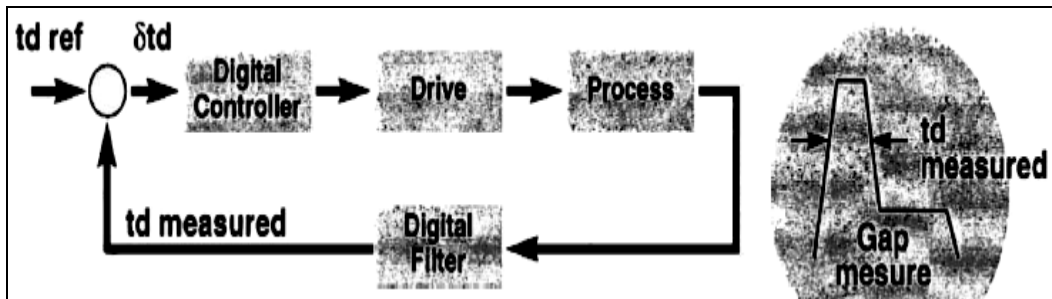 td ref
δtd
Digital
Controller
Drive
Process
td measured
Digital
Filter
td
measured
Gap
mesure